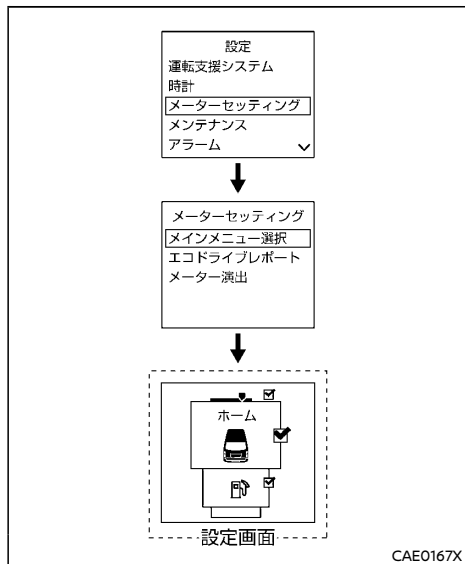 設定
運転支援システム
時計
メーターセッティング
メンテナンス
アラーム
メーターセッティング
メインメニュー選択
エコドライブレポート
メーター演出
ホーム
設定画面
CAE0167X